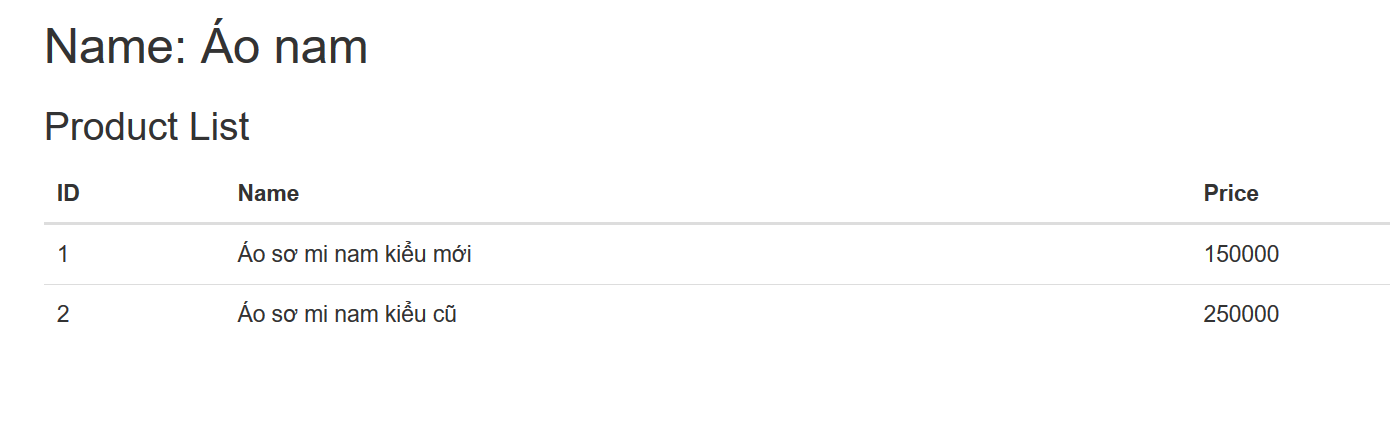 Name: Áo nam
Product List
ID Name Price
1 Áo sơ mi nam kiểu mới 150000
2 Áo sơ mi nam kiểu cũ 250000